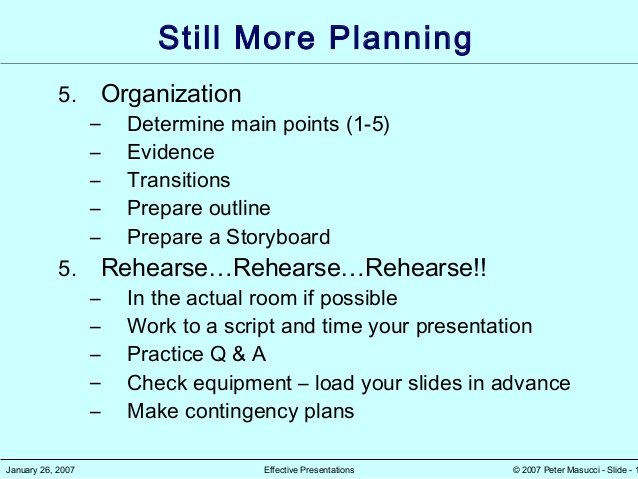 Still More Planning
5. Organization
– Determine main points (1-5)
– Evidence
– Transitions
– Prepare outline
– Prepare a Storyboard
5. Rehearse…Rehearse…Rehearse!!
– In the actual room if possible
– Work to a script and time your presentation
– Practice Q & A
– Check equipment – load your slides in advance
– Make contingency plans
January 26, 2007 Effective Presentations © 2007 Peter Masucci - Slide - 1